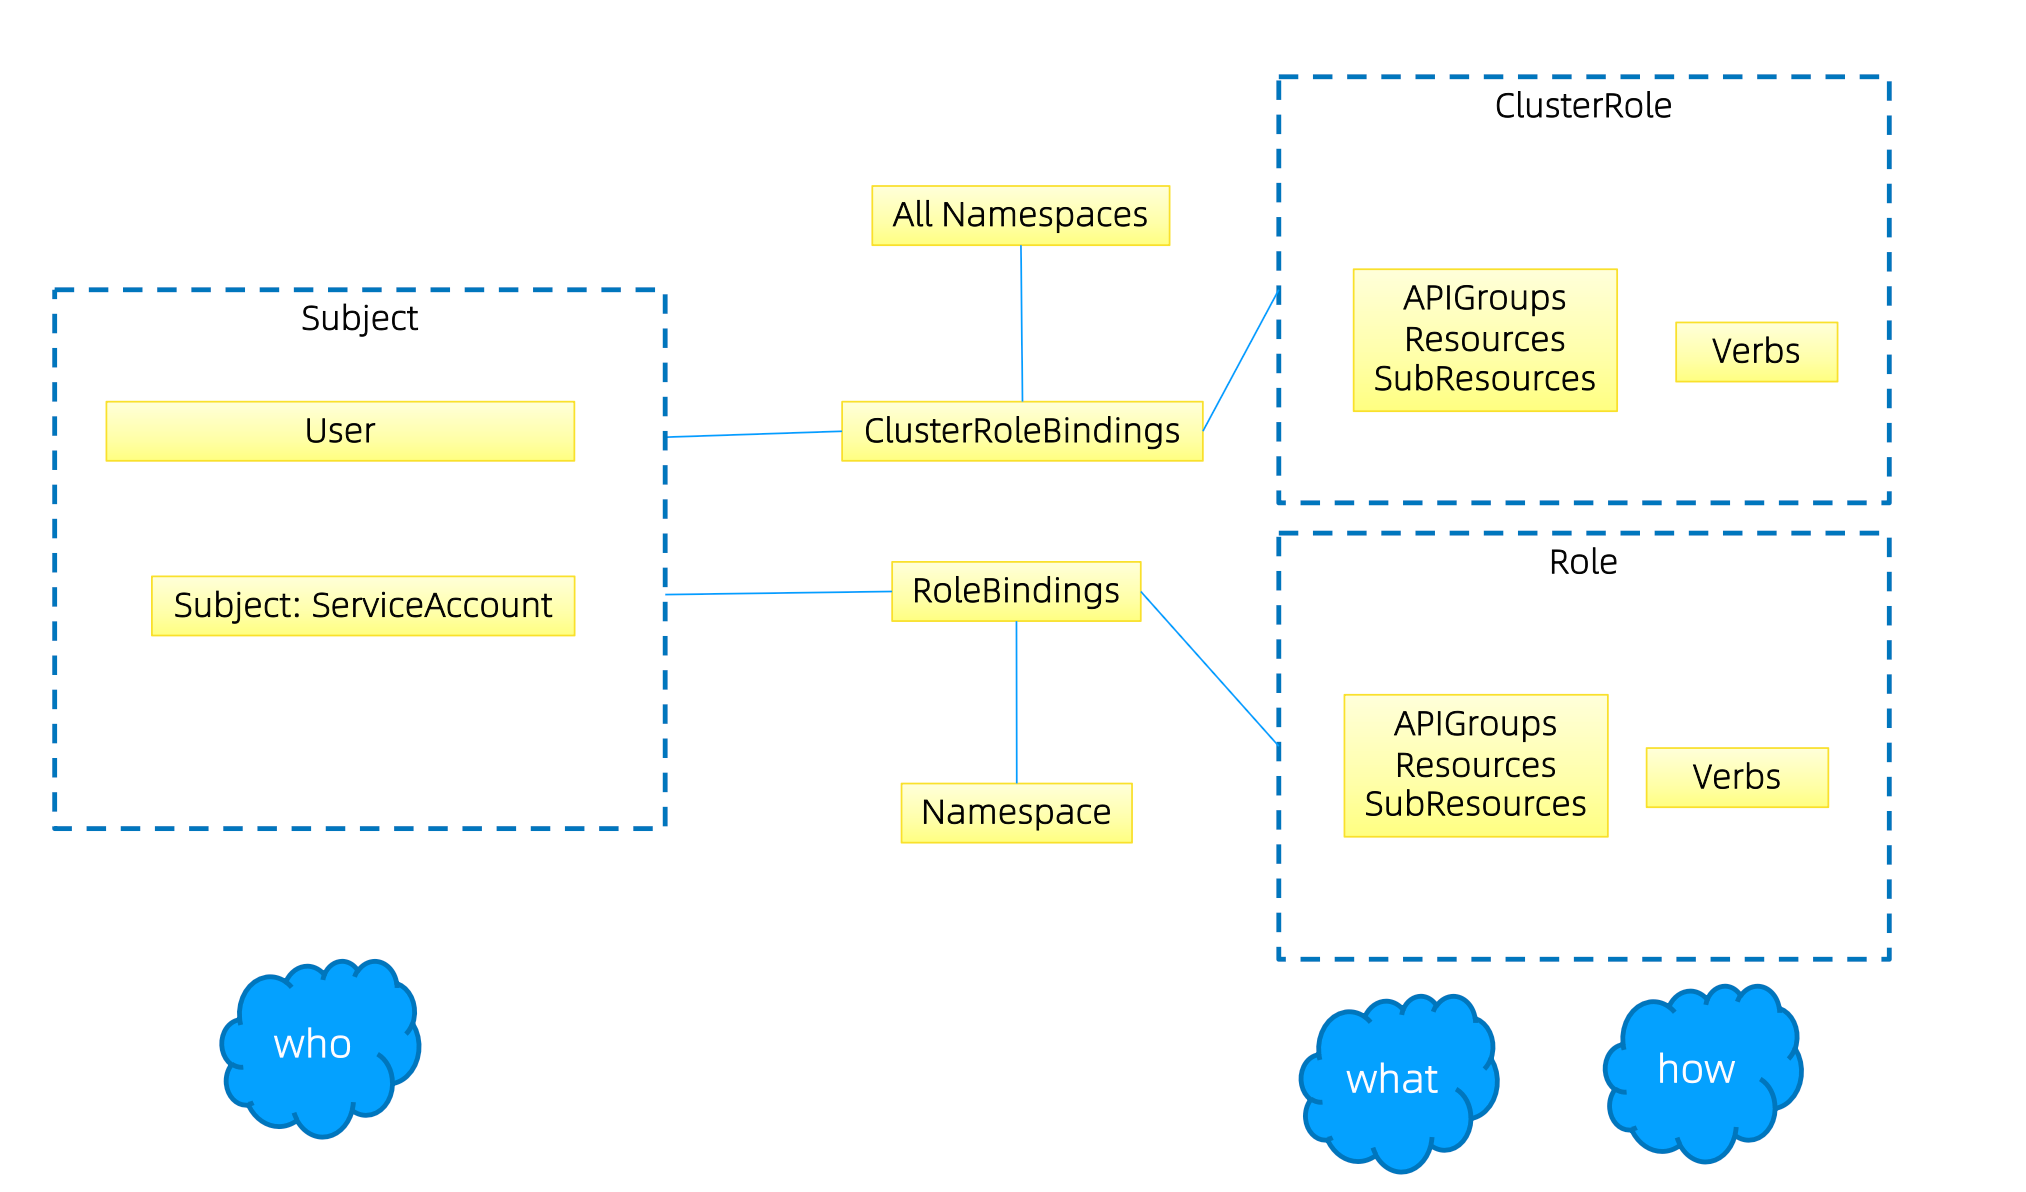 Subject
User
Subject: ServiceAccount
All Namespaces
ClusterRoleBindings
RoleBindings
Namespace
ClusterRole
APIGroups
Resources
SubResources
Verbs
Role
APIGroups
Resources
SubResources
Verbs
who
what
how